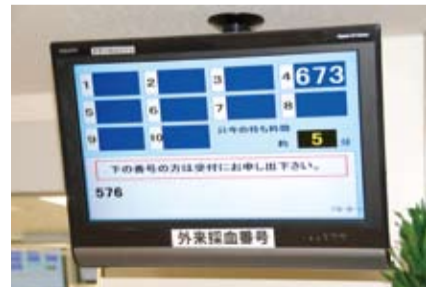 1 2 3 4 673
5 6 7 8
9 10 只今の待ち時間
約 5 分
下の番号の方は受付にお申し出下さい。
576
外来採血番号